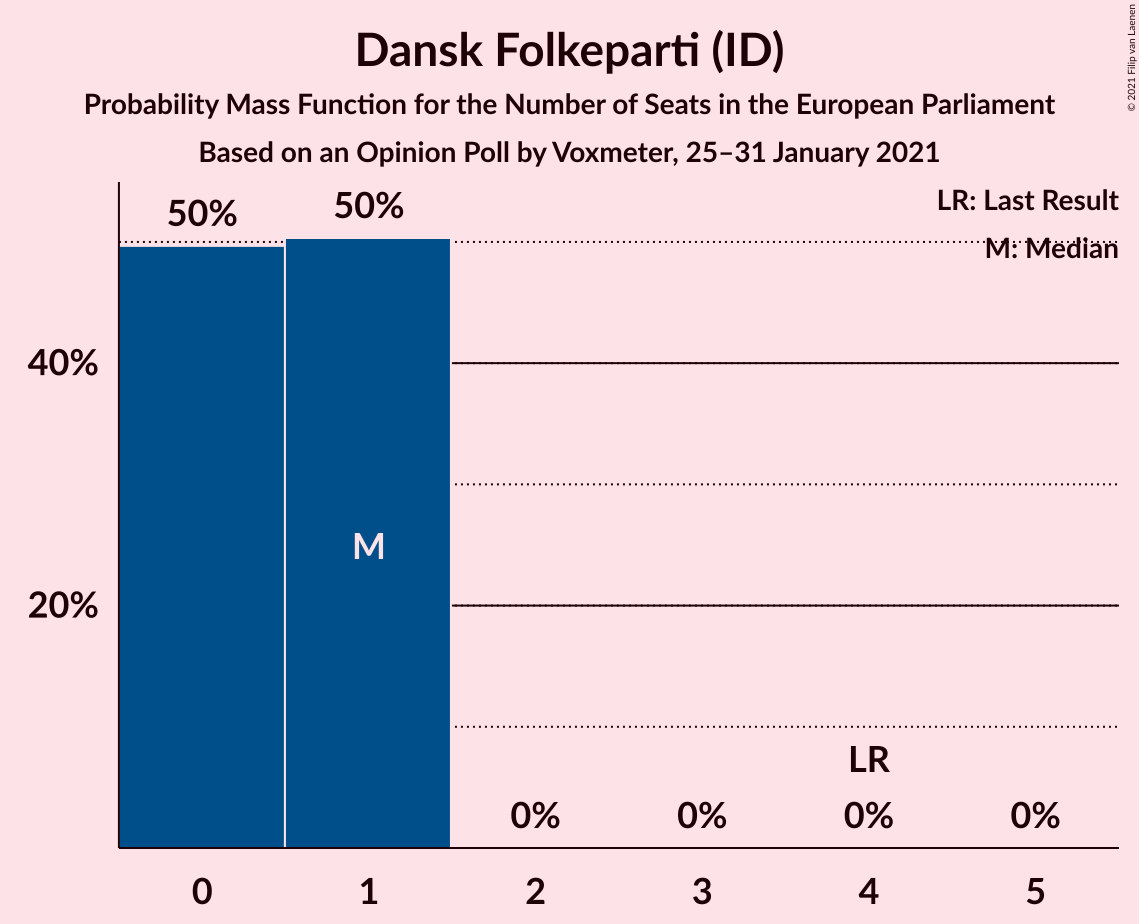 Dansk Folkeparti (ID)
Probability Mass Function for the Number of Seats in the European Parliament
Based on an Opinion Poll by Voxmeter, 25–31 January 2021
© 2021 Filip van Laenen
LR: Last Result
M: Median
50%
50%
40%
M
20%
LR
0%
0%
0%
0%
0
1
2
3
4
5